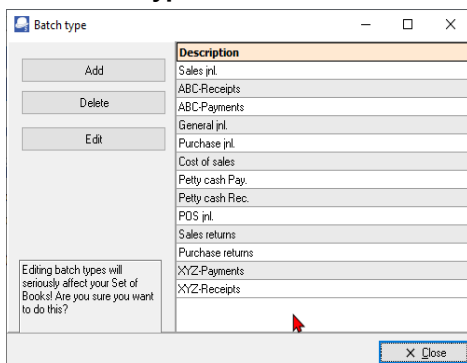 Batch type
Description
Add
Delete
Edit
Sales jnl.
ABC-Receipts
ABC-Payments
General jnl.
Purchase jnl.
Cost of sales
Petty cash Pay.
Petty cash Rec.
POS jnl.
Sales returns
Purchase returns
XYZ-Payments
XYZ-Receipts
Editing batch types will
seriously affect your Set of
Books! Are you sure you want
to do this?
Close